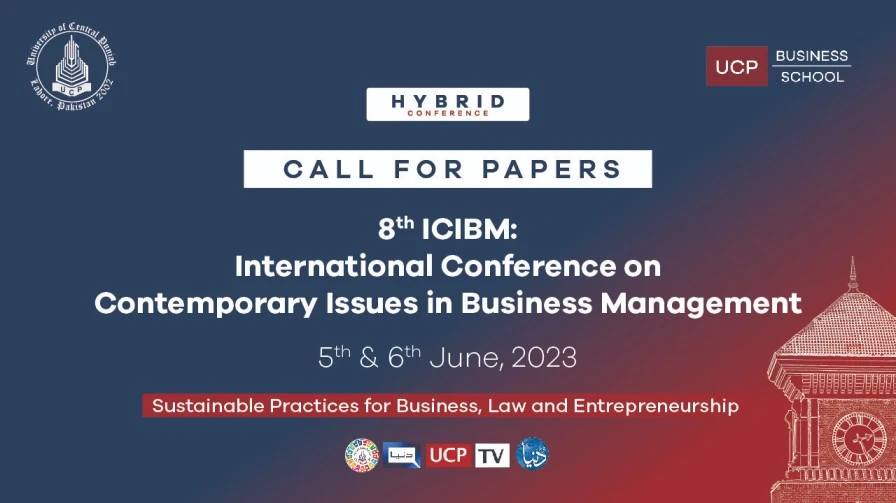 University of Central Punjab
UCP
Lahore, Pakistan 2002
UCP BUSINESS SCHOOL
HYBRID
CONFERENCE
CALL FOR PAPERS
8th ICIBM:
International Conference on
Contemporary Issues in Business Management
5th & 6th June, 2023
Sustainable Practices for Business, Law and Entrepreneurship
دنیا UCP TV دنیا